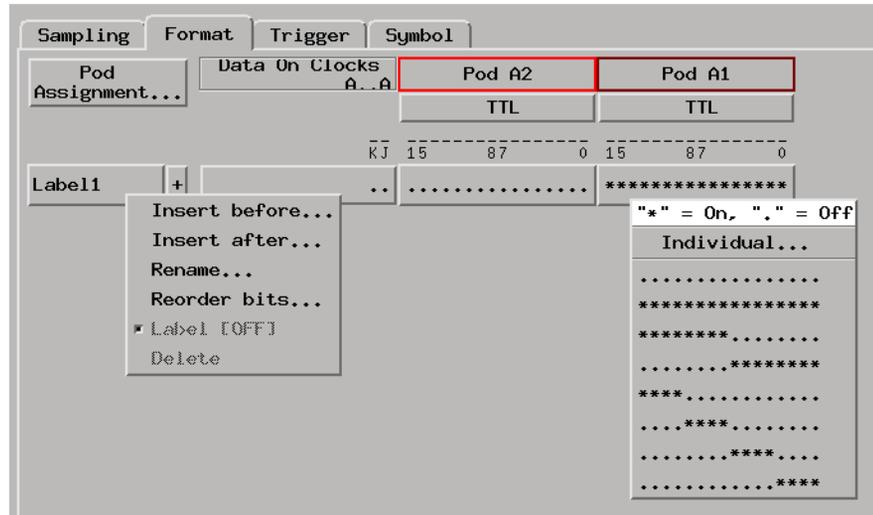 Sampling Format Trigger Symbol
Pod Assignment...
Data On Clocks A..A
Pod A2 Pod A1
TTL TTL
KJ 15 87 0 15 87 0
Label1 + .. ................ ****************
Insert before...
Insert after...
Rename...
Reorder bits...
Label [OFF]
Delete
"*" = On, "." = Off
Individual...
................
****************
********........
........********
****............
....****........
........****....
............****